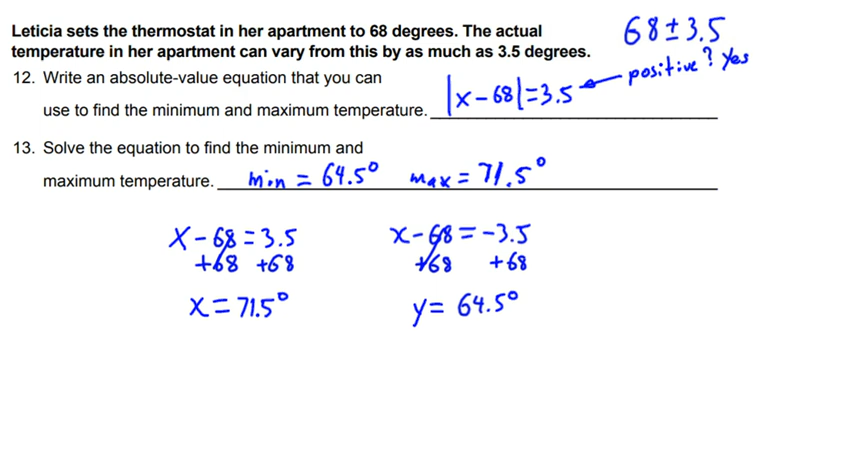 Leticia sets the thermostat in her apartment to 68 degrees. The actual
temperature in her apartment can vary from this by as much as 3.5 degrees.
68 ± 3.5
12. Write an absolute-value equation that you can
use to find the minimum and maximum temperature. |x - 68| = 3.5
positive? Yes
13. Solve the equation to find the minimum and
maximum temperature. min = 64.5° max = 71.5°
x - 68 = 3.5
+68 +68
x = 71.5°
x - 68 = -3.5
+68 +68
y = 64.5°